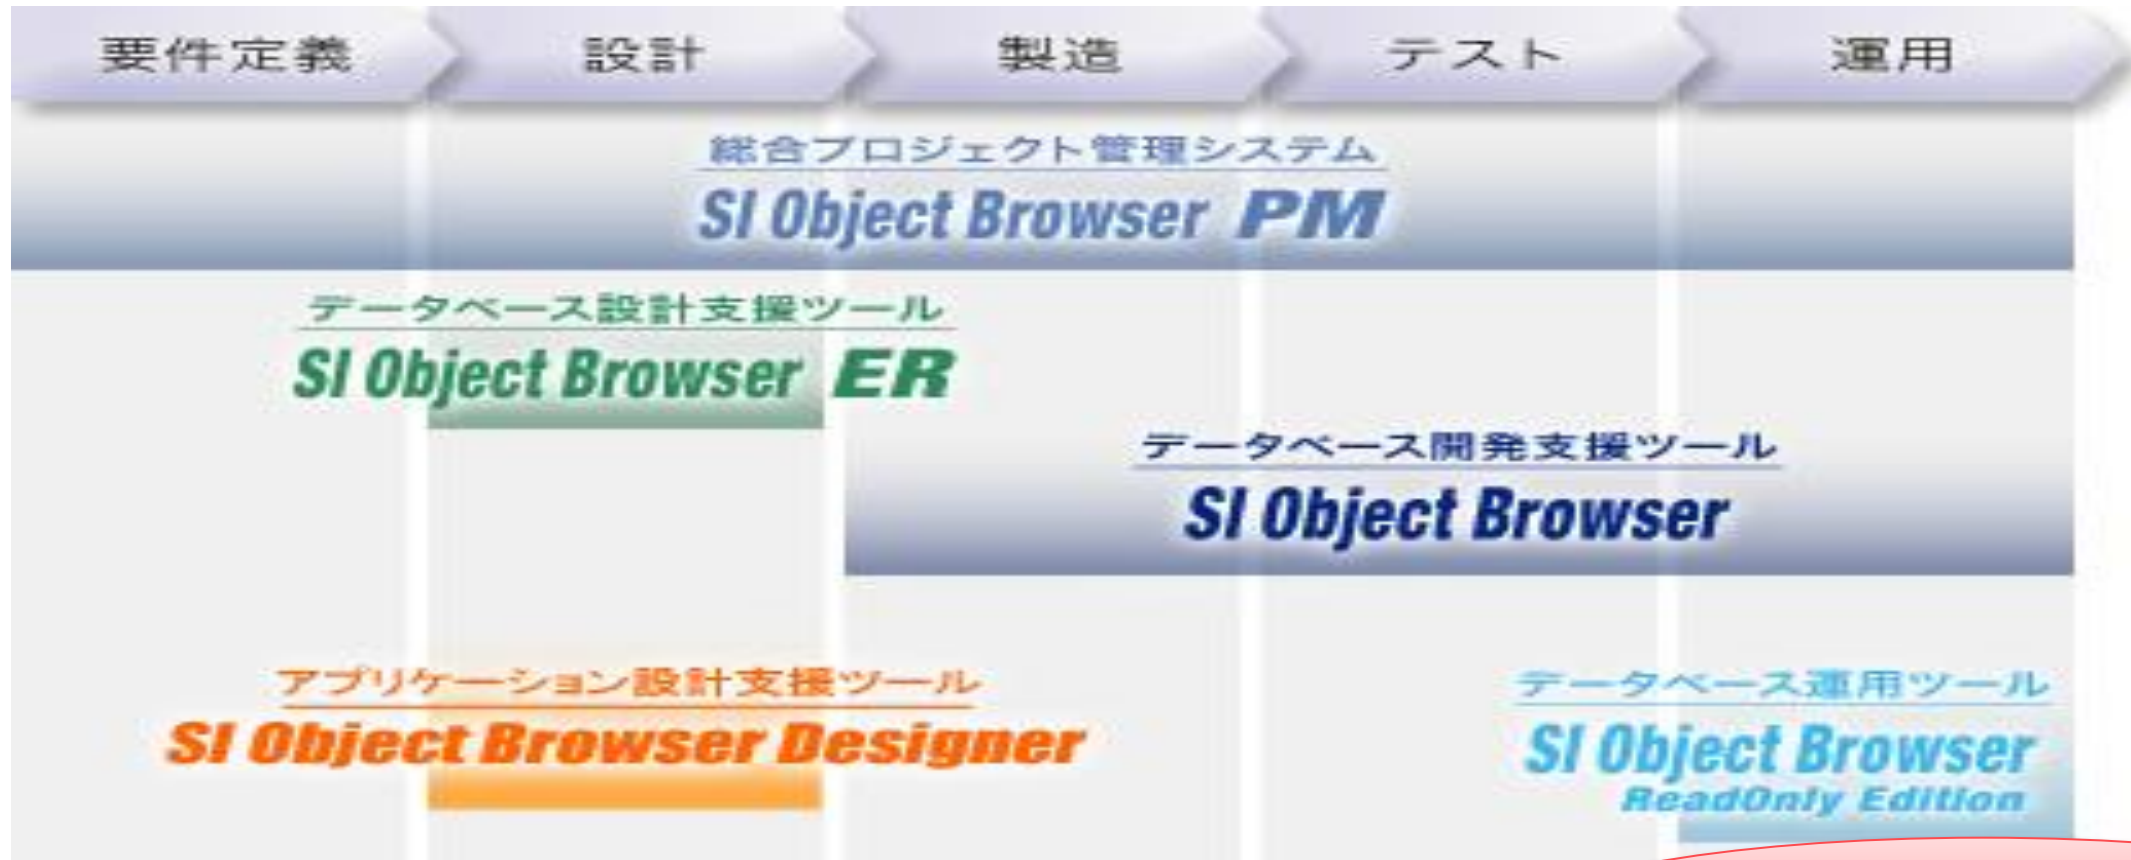 要件定義
設計
製造
テスト
運用
総合プロジェクト管理システム
SI Object Browser PM
データベース設計支援ツール
SI Object Browser ER
データベース開発支援ツール
SI Object Browser
アプリケーション設計支援ツール
SI Object Browser Designer
データベース運用ツール
SI Object Browser
ReadOnly Edition